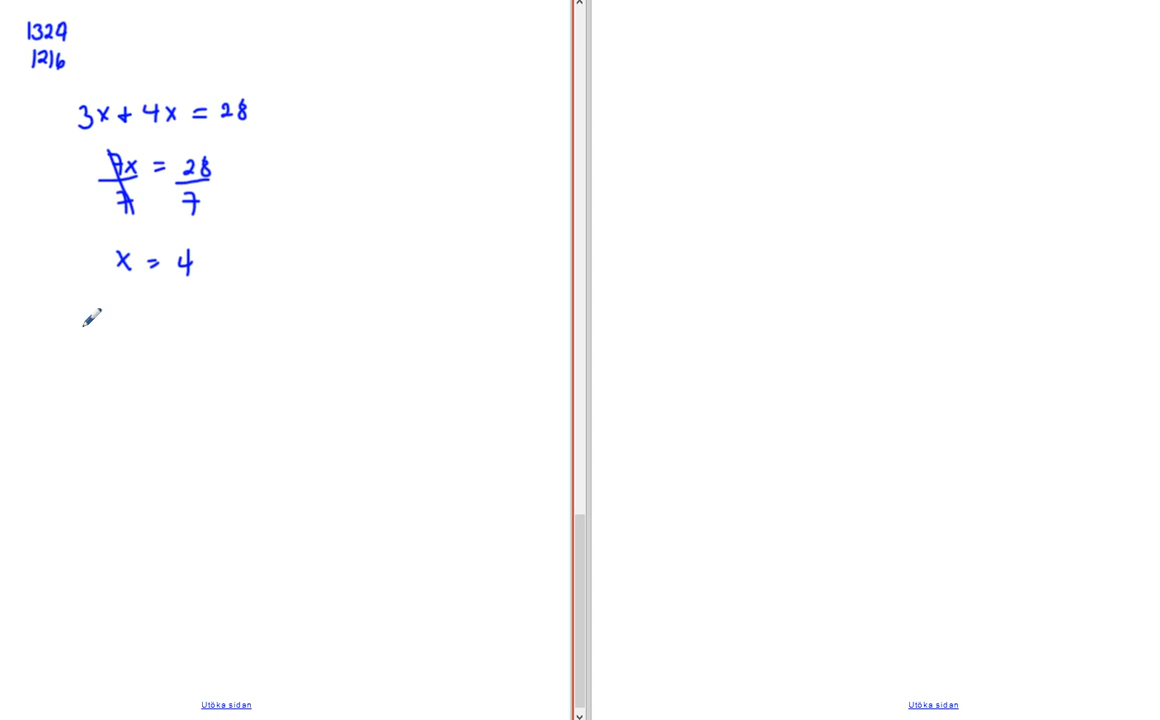 1329
1216
3x + 4x = 28
7x = 28
7 7
x = 4
Utöka sidan Utöka sidan